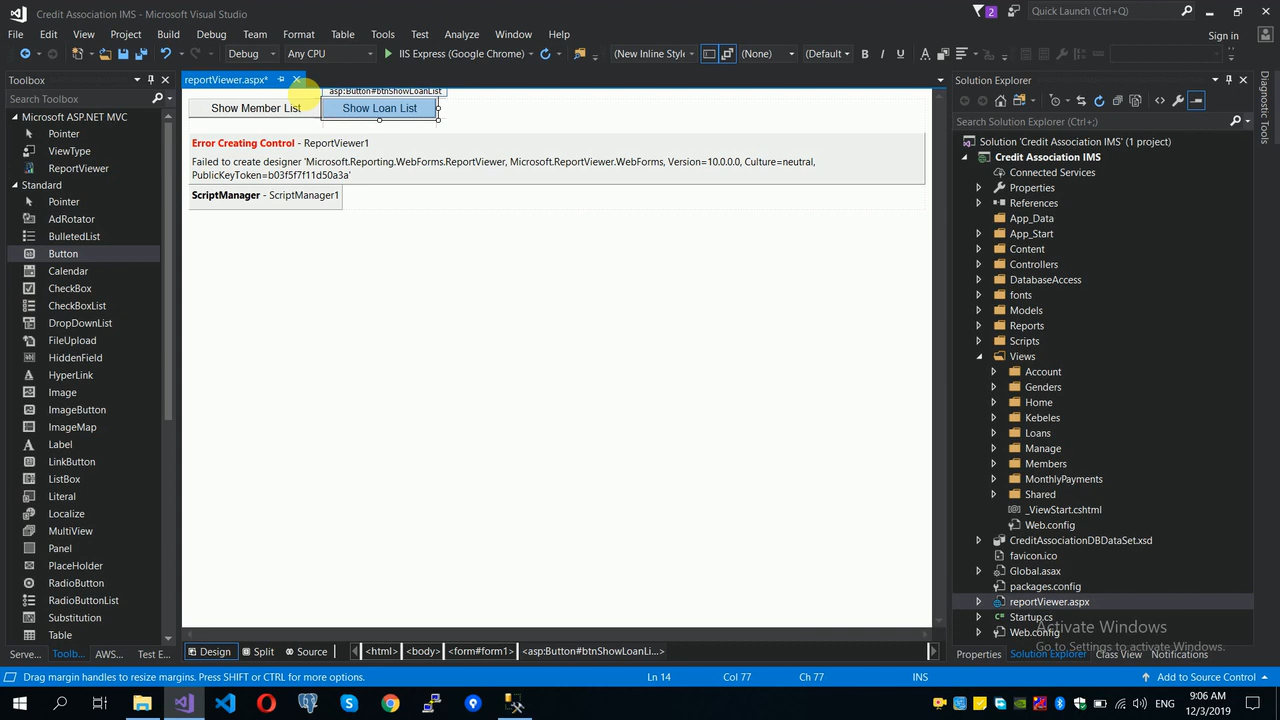 Credit Association IMS - Microsoft Visual Studio
2
Quick Launch (Ctrl+Q)
File Edit View Project Build Debug Team Format Table Tools Test Analyze Window Help
Sign in
Debug Any CPU IIS Express (Google Chrome) (New Inline Style (None) (Default
Toolbox
Search Toolbox
Microsoft ASP.NET MVC
Pointer
ViewType
ReportViewer
Standard
Pointer
AdRotator
BulletedList
Button
Calendar
CheckBox
CheckBoxList
DropDownList
FileUpload
HiddenField
HyperLink
Image
ImageButton
ImageMap
Label
LinkButton
ListBox
Literal
Localize
MultiView
Panel
PlaceHolder
RadioButton
RadioButtonList
Substitution
Table
Serve... Toolb... AWS... Test E...
reportViewer.aspx*
asp:Button#btnShowLoanList
Show Member List Show Loan List
Error Creating Control - ReportViewer1
Failed to create designer 'Microsoft.Reporting.WebForms.ReportViewer, Microsoft.ReportViewer.WebForms, Version=10.0.0.0, Culture=neutral,
PublicKeyToken=b03f5f7f11d50a3a'
ScriptManager - ScriptManager1
Design Split Source <html> <body> <form#form1> <asp:Button#btnShowLoanLi...>
Solution Explorer
Search Solution Explorer (Ctrl+;)
Solution 'Credit Association IMS' (1 project)
Credit Association IMS
Connected Services
Properties
References
App_Data
App_Start
Content
Controllers
DatabaseAccess
fonts
Models
Reports
Scripts
Views
Account
Genders
Home
Kebeles
Loans
Manage
Members
MonthlyPayments
Shared
_ViewStart.cshtml
Web.config
CreditAssociationDBDataSet.xsd
favicon.ico
Global.asax
packages.config
reportViewer.aspx
Startup.cs
Web.config
Activate Windows
Go to Settings to activate Windows.
Properties Solution Explorer Class View Notifications
Diagnostic Tools
Drag margin handles to resize margins. Press SHIFT or CTRL for more options.
Ln 14 Col 77 Ch 77 INS
Add to Source Control
ENG
9:06 AM
12/3/2019